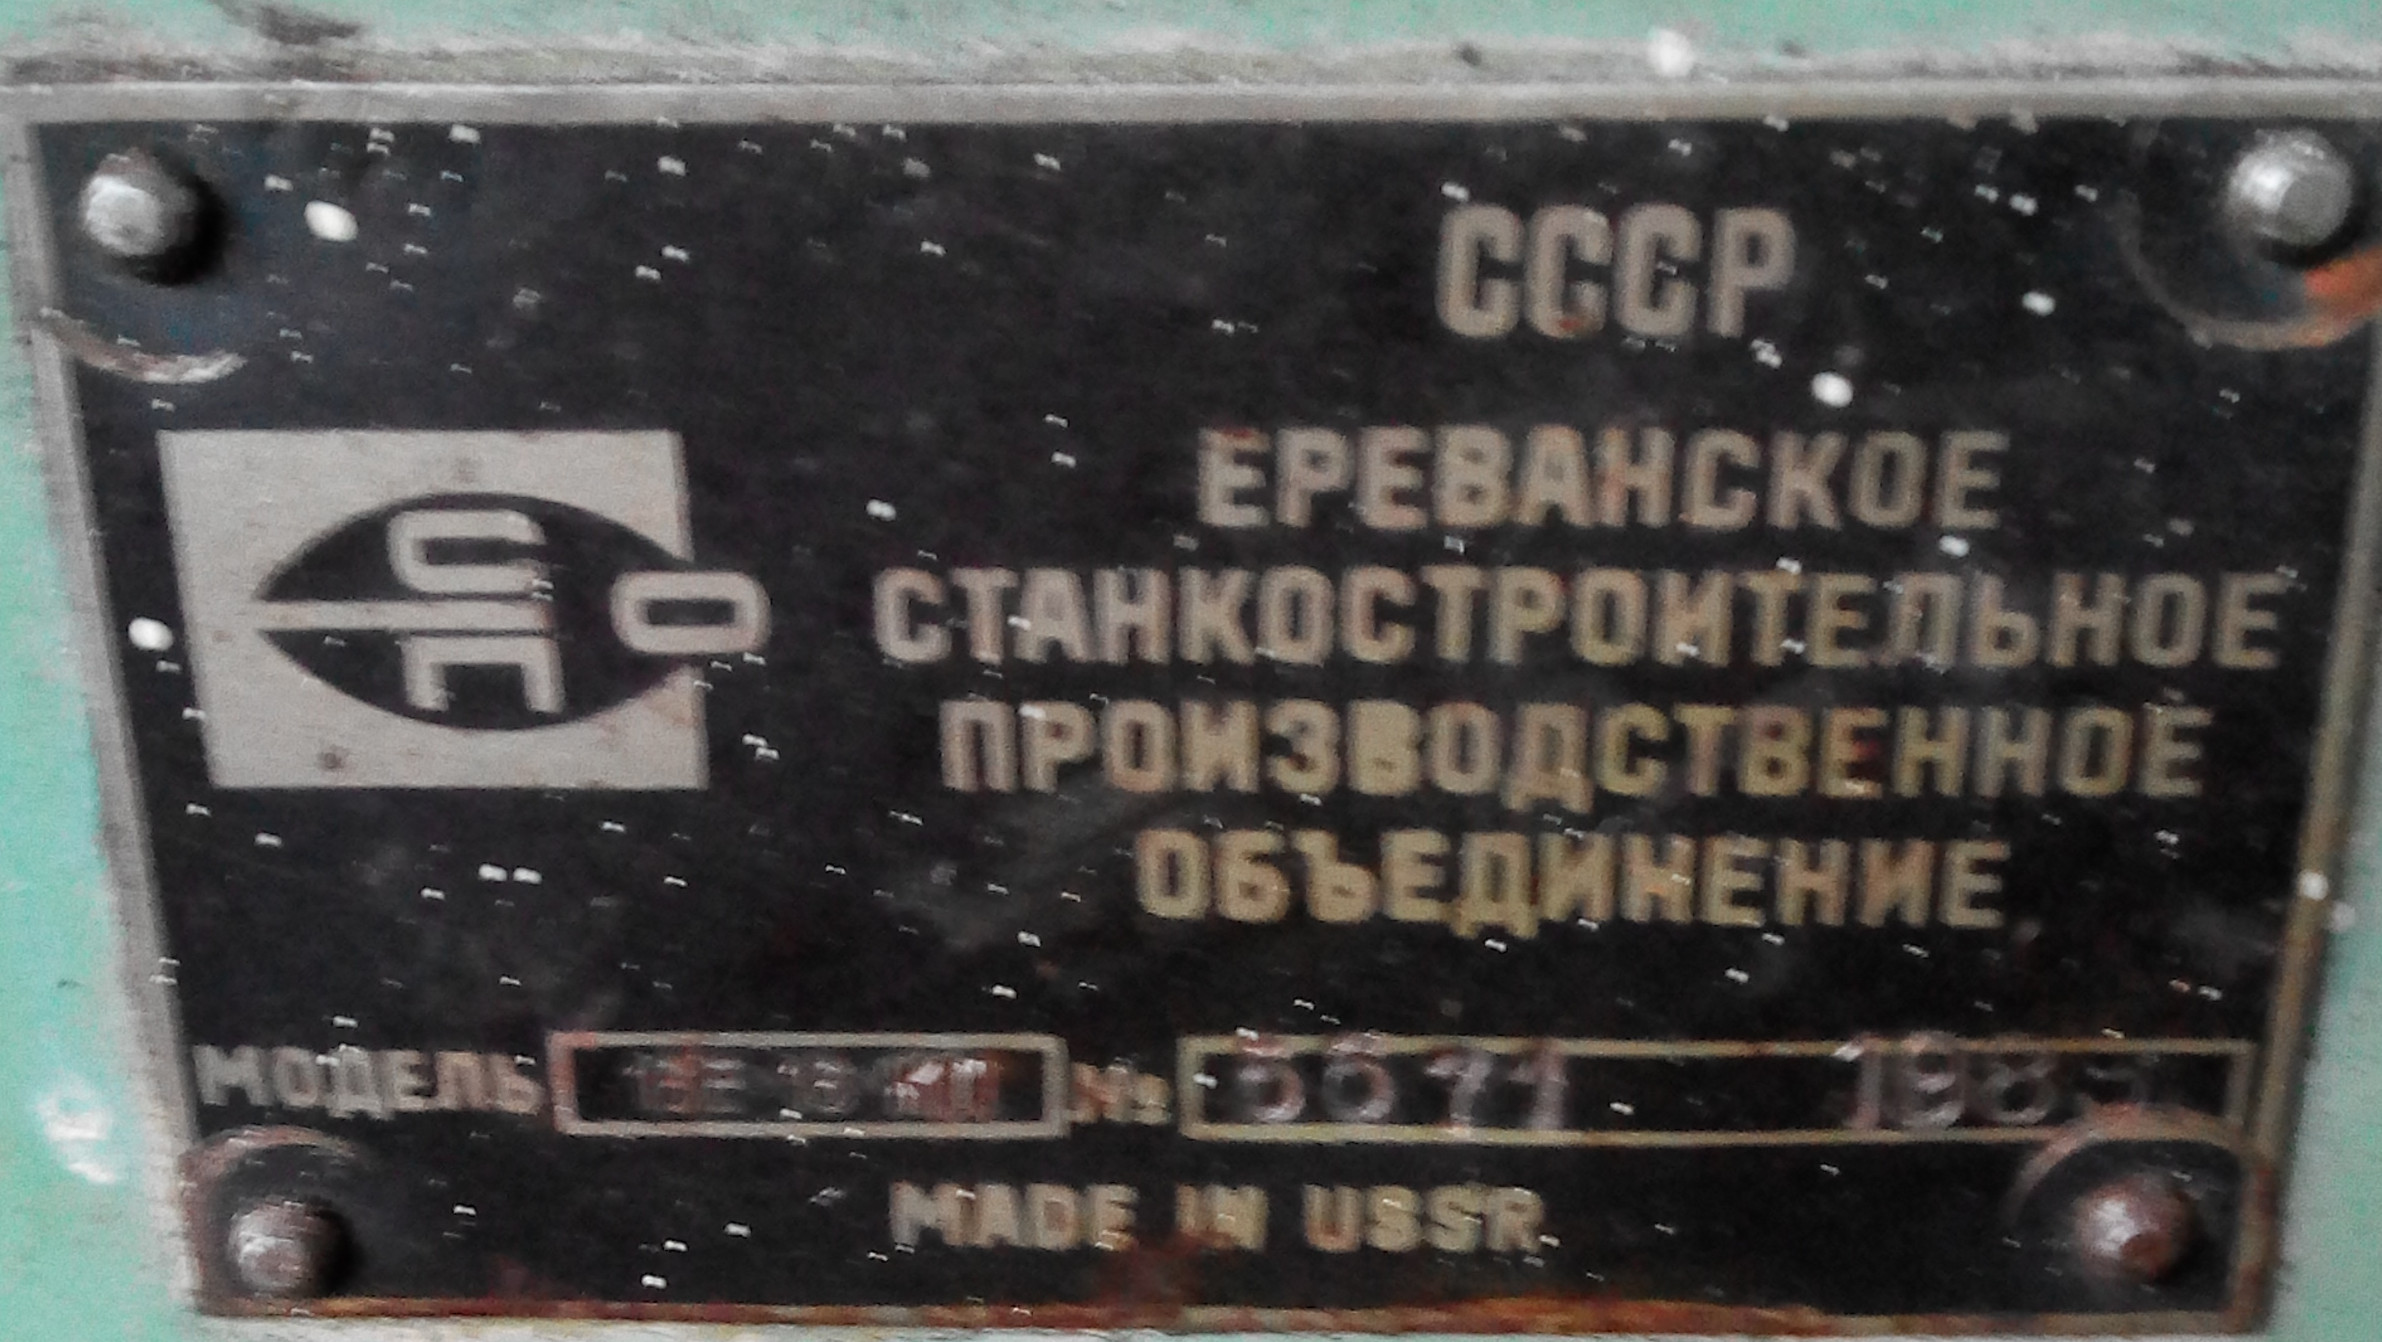 СССР
ЕРЕВАНСКОЕ
СТАНКОСТРОИТЕЛЬНОЕ
ПРОИЗВОДСТВЕННОЕ
ОБЪЕДИНЕНИЕ
С О
П
МОДЕЛЬ №
MADE IN USSR